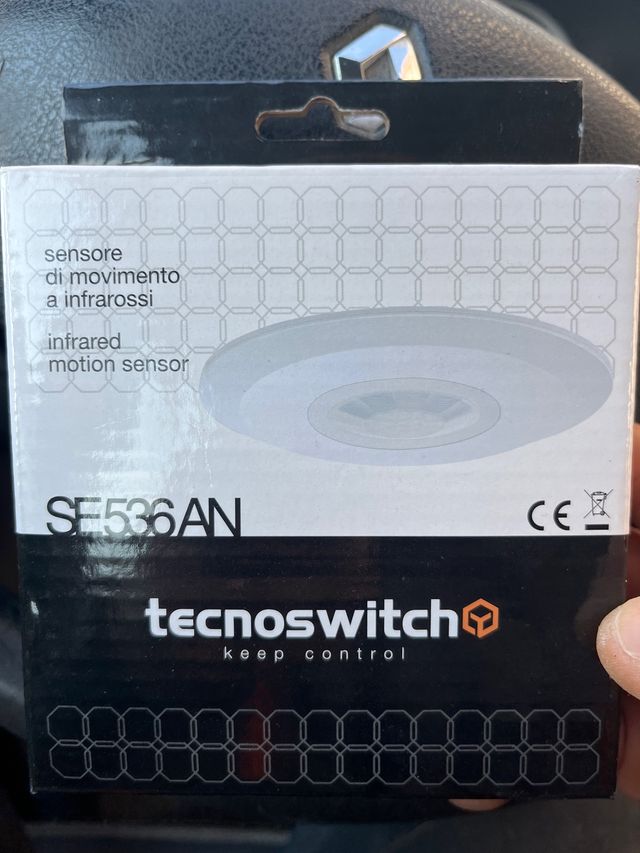 sensore
di movimento
a infrarossi
infrared
motion sensor
SE536AN
CE
tecnoswitch
keep control